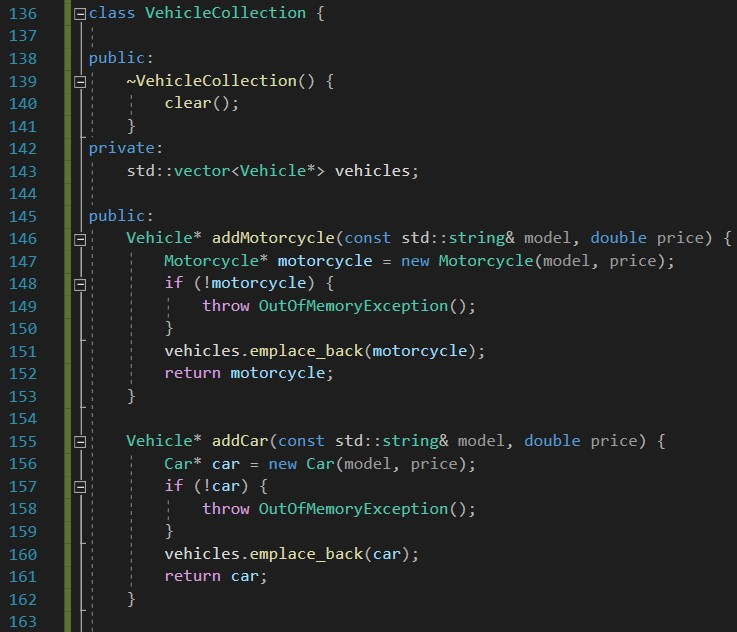 136 class VehicleCollection {
137
138 public:
139     ~VehicleCollection() {
140         clear();
141     }
142 private:
143     std::vector<Vehicle*> vehicles;
144
145 public:
146     Vehicle* addMotorcycle(const std::string& model, double price) {
147         Motorcycle* motorcycle = new Motorcycle(model, price);
148         if (!motorcycle) {
149             throw OutOfMemoryException();
150         }
151         vehicles.emplace_back(motorcycle);
152         return motorcycle;
153     }
154
155     Vehicle* addCar(const std::string& model, double price) {
156         Car* car = new Car(model, price);
157         if (!car) {
158             throw OutOfMemoryException();
159         }
160         vehicles.emplace_back(car);
161         return car;
162     }
163